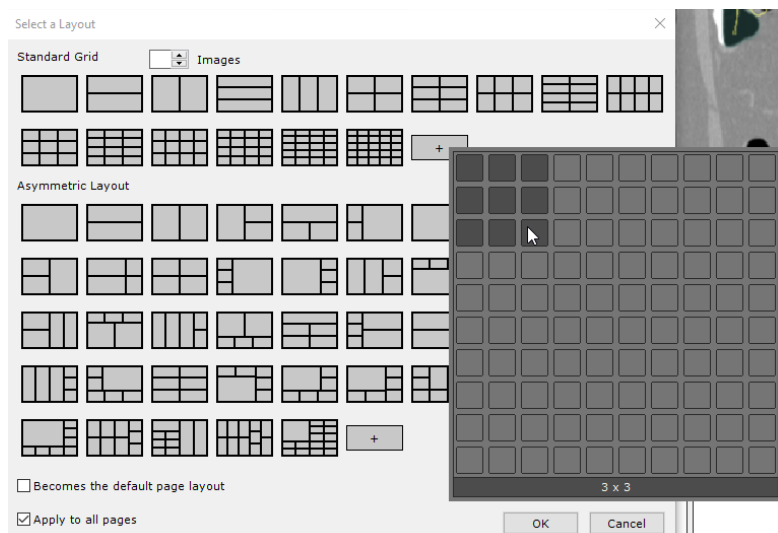 Select a Layout
Standard Grid
Images
+
Asymmetric Layout
+
3 x 3
Becomes the default page layout
Apply to all pages
OK
Cancel